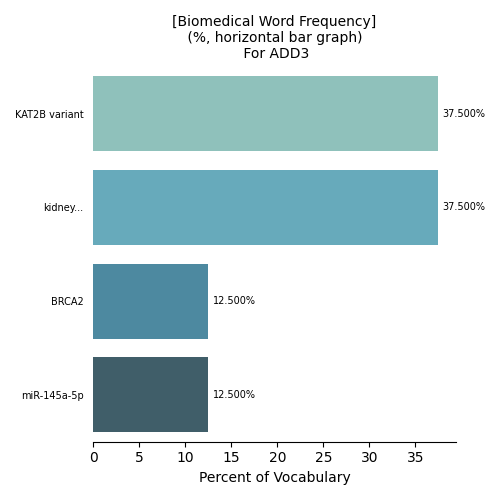 [Biomedical Word Frequency]
(%, horizontal bar graph)
For ADD3
KAT2B variant
37.500%
kidney...
37.500%
BRCA2
12.500%
miR-145a-5p
12.500%
0 5 10 15 20 25 30 35
Percent of Vocabulary